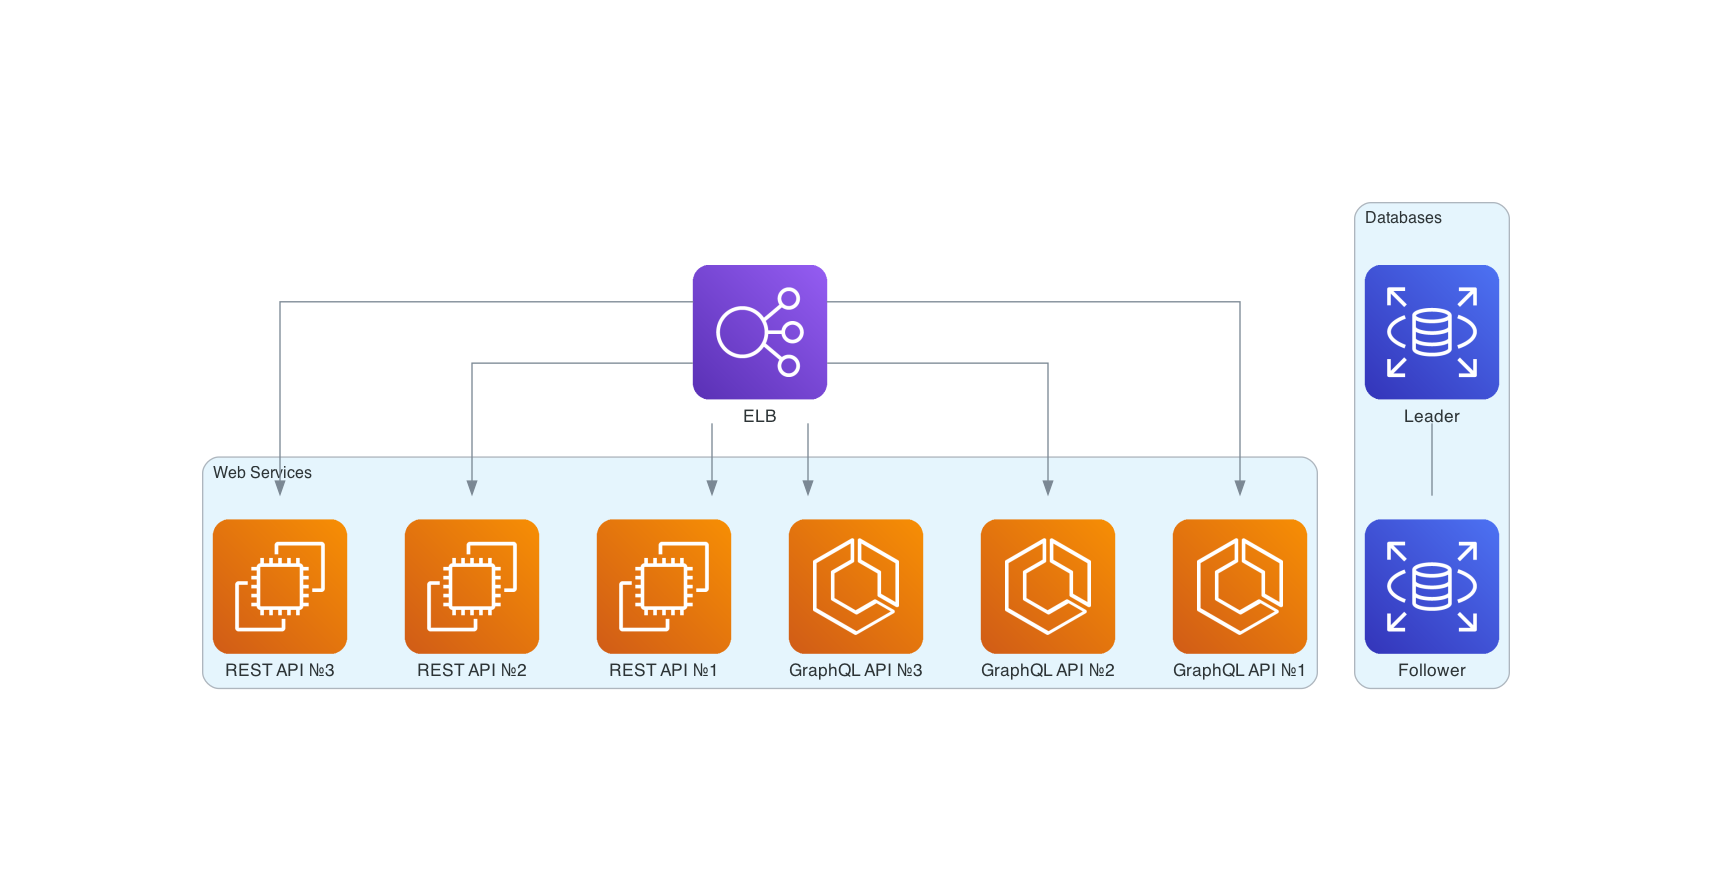 Databases
ELB
Leader
Web Services
REST API №3
REST API №2
REST API №1
GraphQL API №3
GraphQL API №2
GraphQL API №1
Follower